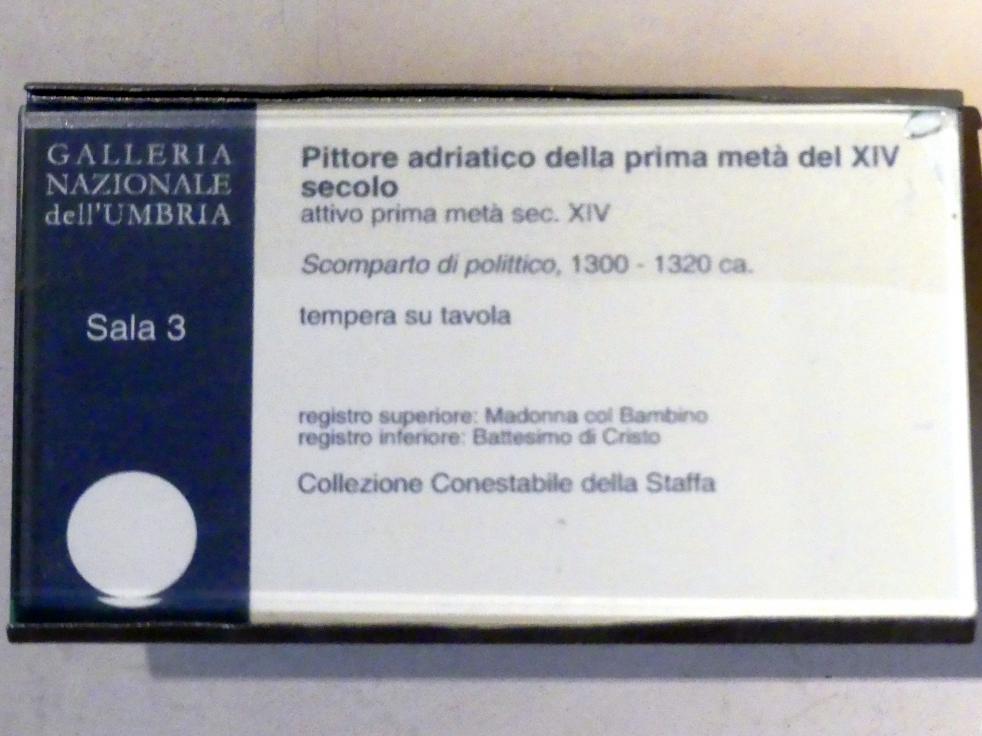 GALLERIA
NAZIONALE
dell'UMBRIA
Sala 3
Pittore adriatico della prima metà del XIV
secolo
attivo prima metà sec. XIV
Scomparto di polittico, 1300 - 1320 ca.
tempera su tavola
registro superiore: Madonna col Bambino
registro inferiore: Battesimo di Cristo
Collezione Conestabile della Staffa